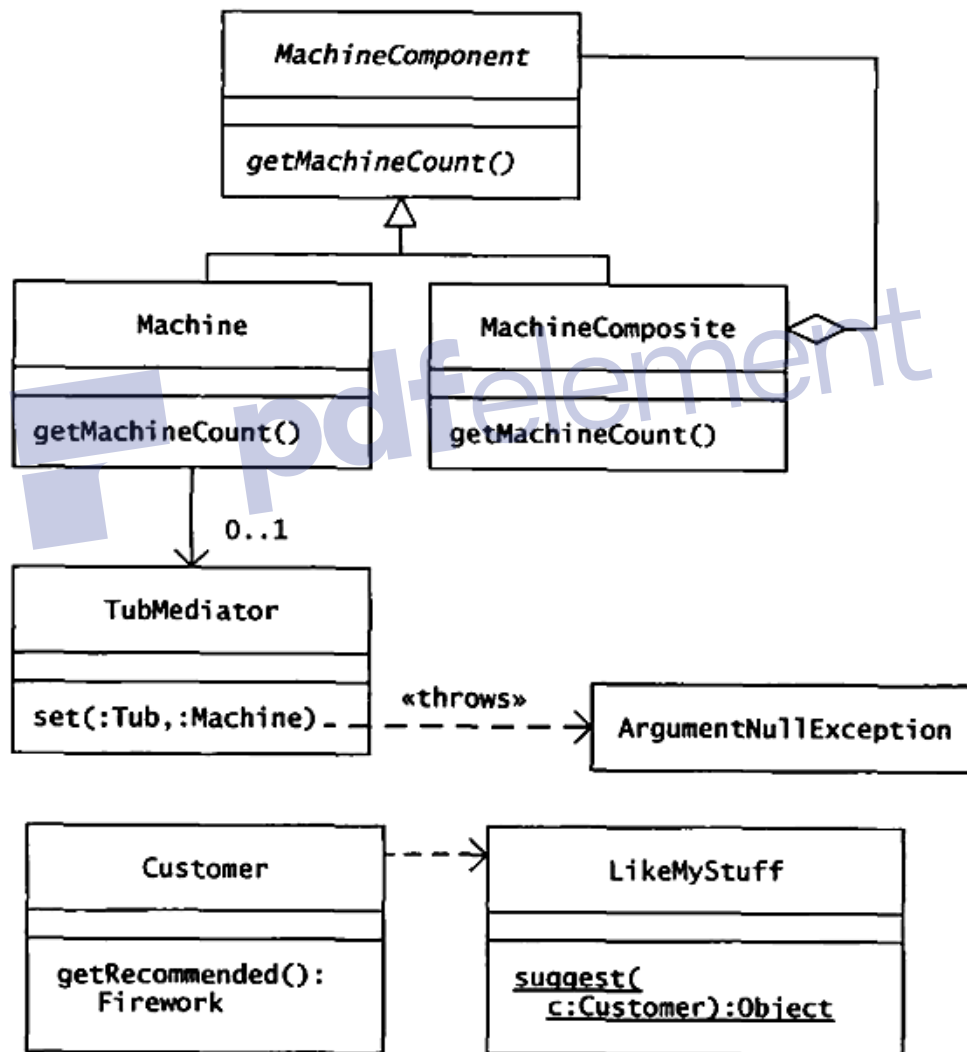 MachineComponent
getMachineCount()
Machine
MachineComposite
getMachineCount()
getMachineCount()
pdfelement
0..1
TubMediator
set(:Tub,:Machine)
«throws»
ArgumentNullException
Customer
LikeMyStuff
getRecommended():
Firework
suggest(
c:Customer):Object